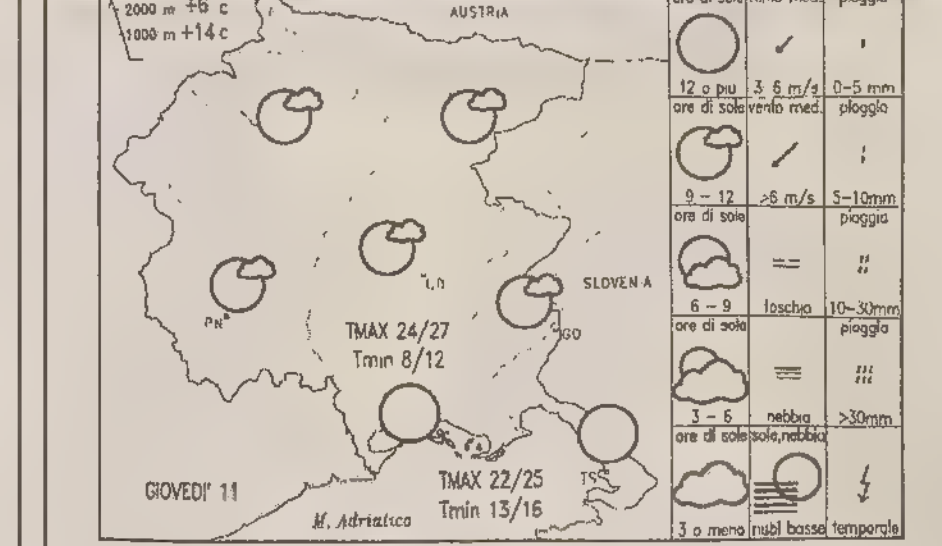 2000 m +6 c
1000 m +14 c
AUSTRIA
SLOVEN A
PN
GO
TMAX 24/27
Tmin 8/12
TS
TMAX 22/25
Tmin 13/16
GIOVEDI' 11
M. Adriatico
12 o piu
3-6 m/s
0-5 mm
ore di sole
vento med.
pioggia
9 - 12
>6 m/s
5-10mm
ore di sole
pioggia
6 - 9
foschia
10-30mm
ore di sole
pioggia
3 - 6
nebbia
>30mm
ore di sole
sole,nebbia
3 o meno
nubi basse
temporale